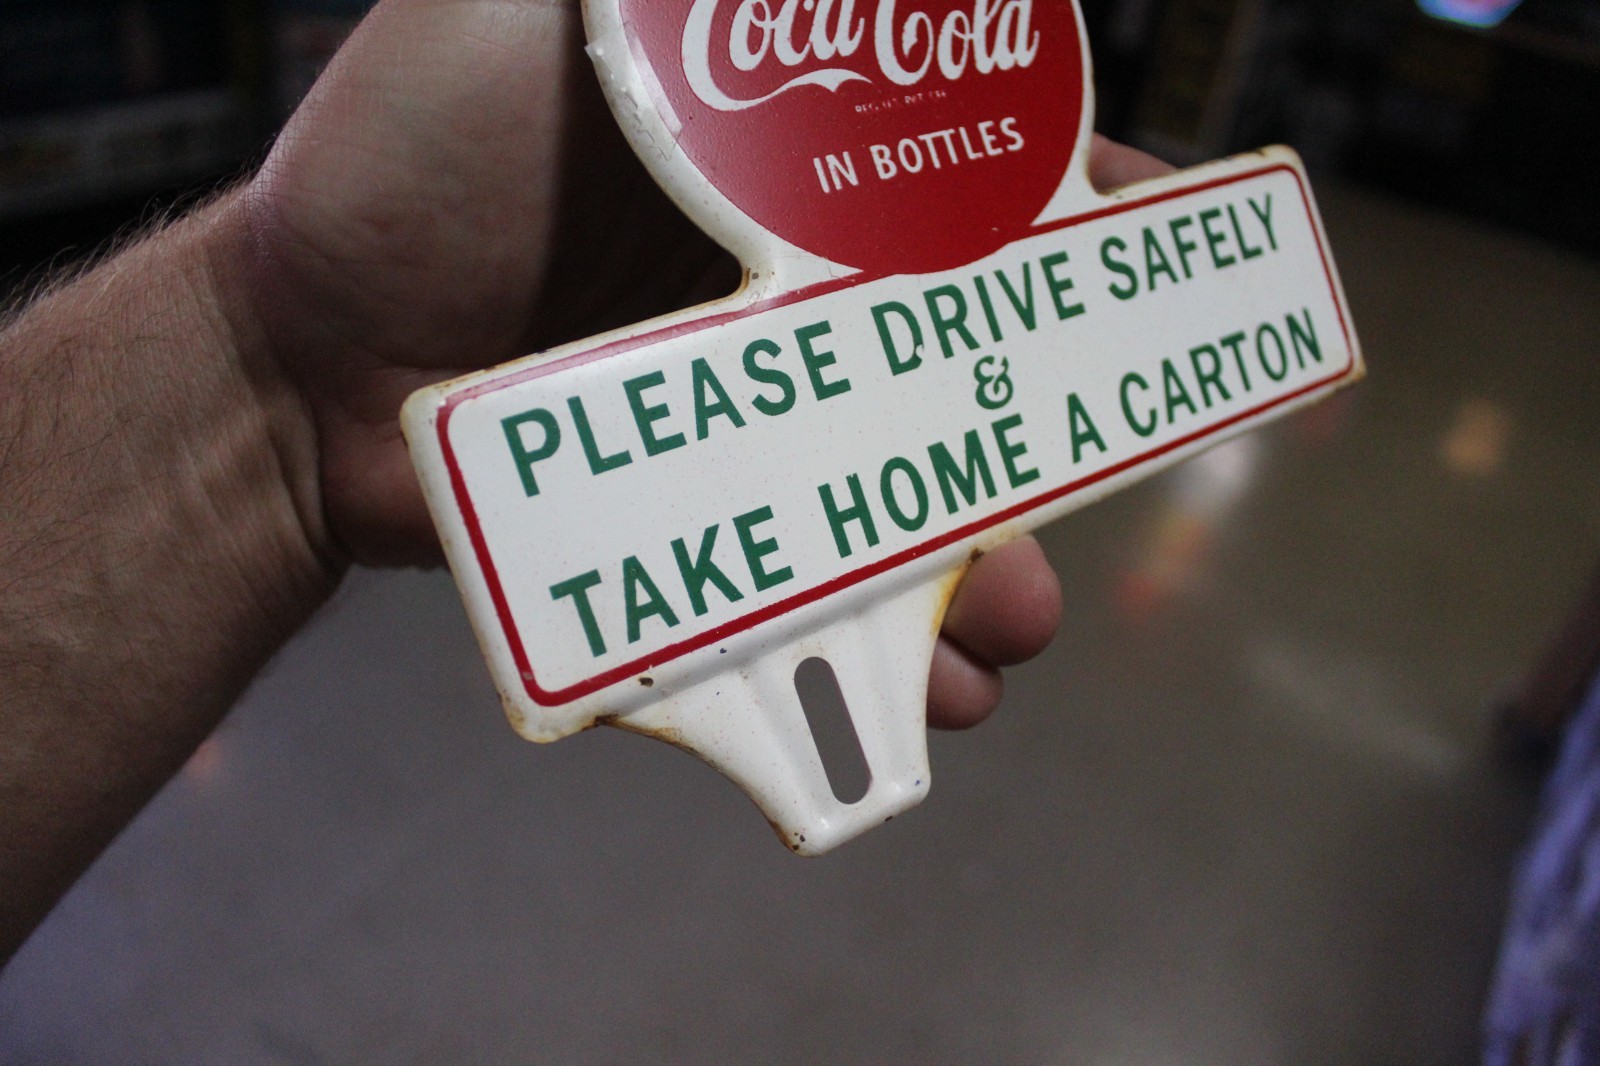 Coca-Cola
IN BOTTLES
PLEASE DRIVE SAFELY
&
TAKE HOME A CARTON